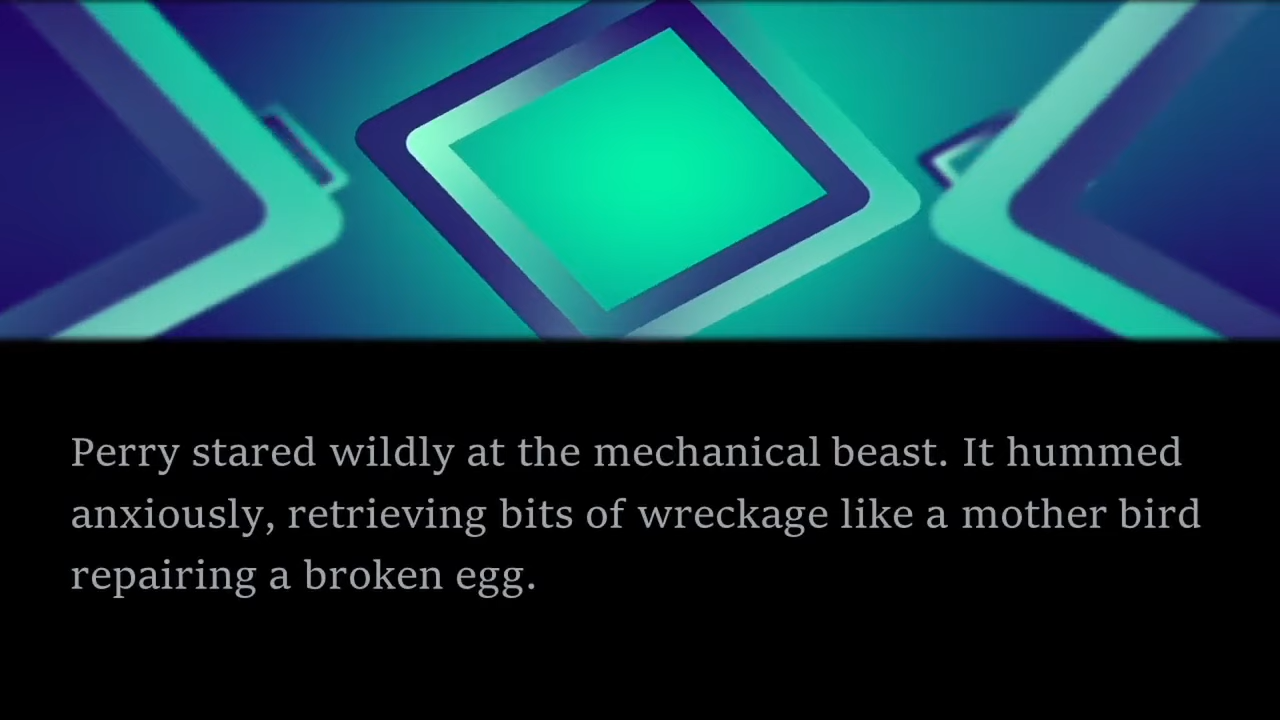 Perry stared wildly at the mechanical beast. It hummed
anxiously, retrieving bits of wreckage like a mother bird
repairing a broken egg.